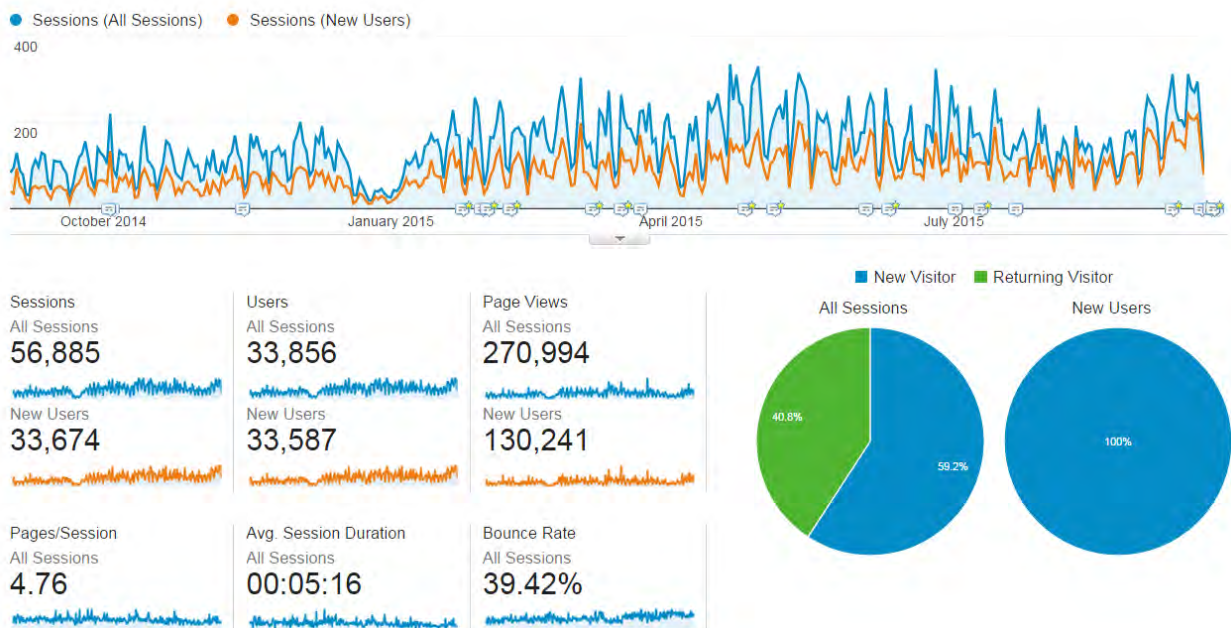 Sessions (All Sessions) Sessions (New Users)
400
200
October 2014 January 2015 April 2015 July 2015
New Visitor Returning Visitor
Sessions Users Page Views All Sessions New Users
All Sessions All Sessions All Sessions
56,885 33,856 270,994
New Users New Users New Users
33,674 33,587 130,241
40.8% 59.2% 100%
Pages/Session Avg. Session Duration Bounce Rate
All Sessions All Sessions All Sessions
4.76 00:05:16 39.42%